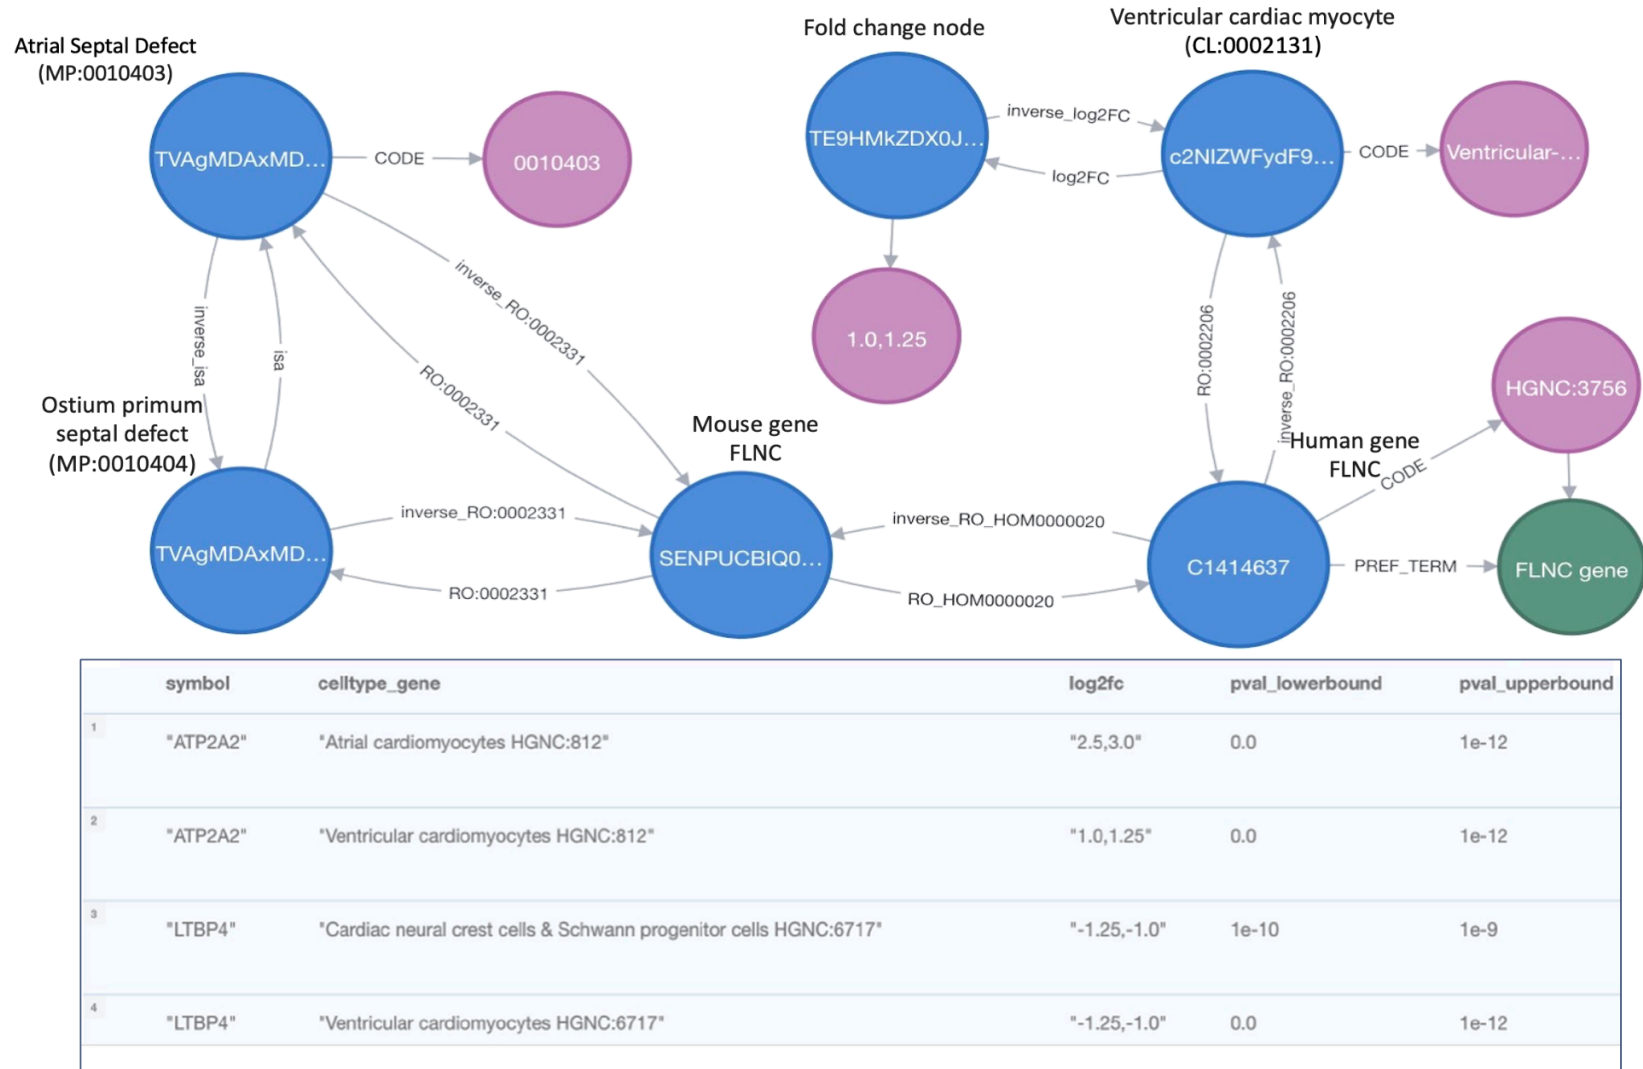 Atrial Septal Defect
(MP:0010403)
Fold change node
Ventricular cardiac myocyte
(CL:0002131)
TVAgMDAxMD...
CODE
0010403
TE9HMkZDX0J...
inverse_log2FC
log2FC
c2NlZWFydF9...
CODE
Ventricular-...
1.0,1.25
inverse_isa
isa
inverse_RO:0002331
RO:0002331
RO:0002206
inverse_RO:0002206
HGNC:3756
Ostium primum
septal defect
(MP:0010404)
Mouse gene
FLNC
Human gene
FLNC
CODE
TVAgMDAxMD...
inverse_RO:0002331
RO:0002331
SENPUCBIQ0...
inverse_RO_HOM0000020
RO_HOM0000020
C1414637
PREF_TERM
FLNC gene
symbol celltype_gene log2fc pval_lowerbound pval_upperbound
1 "ATP2A2" "Atrial cardiomyocytes HGNC:812" "2.5,3.0" 0.0 1e-12
2 "ATP2A2" "Ventricular cardiomyocytes HGNC:812" "1.0,1.25" 0.0 1e-12
3 "LTBP4" "Cardiac neural crest cells & Schwann progenitor cells HGNC:6717" "-1.25,-1.0" 1e-10 1e-9
4 "LTBP4" "Ventricular cardiomyocytes HGNC:6717" "-1.25,-1.0" 0.0 1e-12